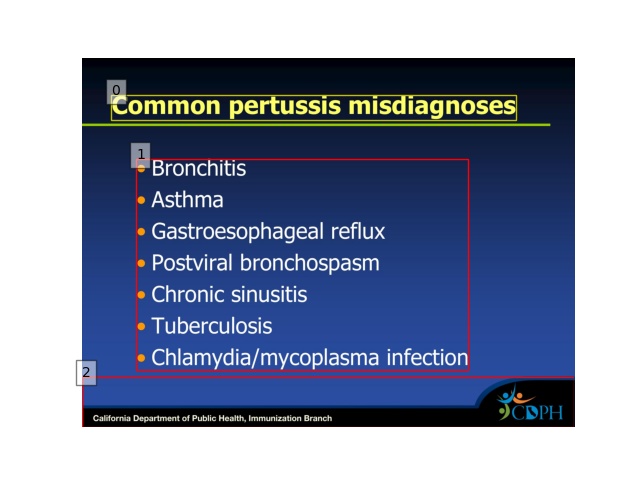 0
Common pertussis misdiagnoses
1
• Bronchitis
• Asthma
• Gastroesophageal reflux
• Postviral bronchospasm
• Chronic sinusitis
• Tuberculosis
• Chlamydia/mycoplasma infection
2
California Department of Public Health, Immunization Branch
CDPH